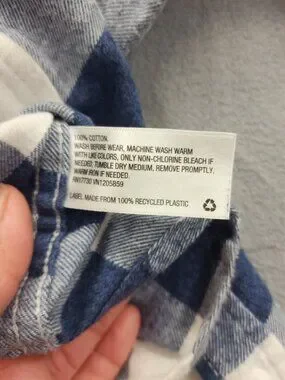 100% COTTON
WASH BEFORE WEAR, MACHINE WASH WARM
WITH LIKE COLORS, ONLY NON-CHLORINE BLEACH IF
NEEDED, TUMBLE DRY MEDIUM, REMOVE PROMPTLY,
WARM IRON IF NEEDED.
RN17730 VN1205859
LABEL MADE FROM 100% RECYCLED PLASTIC